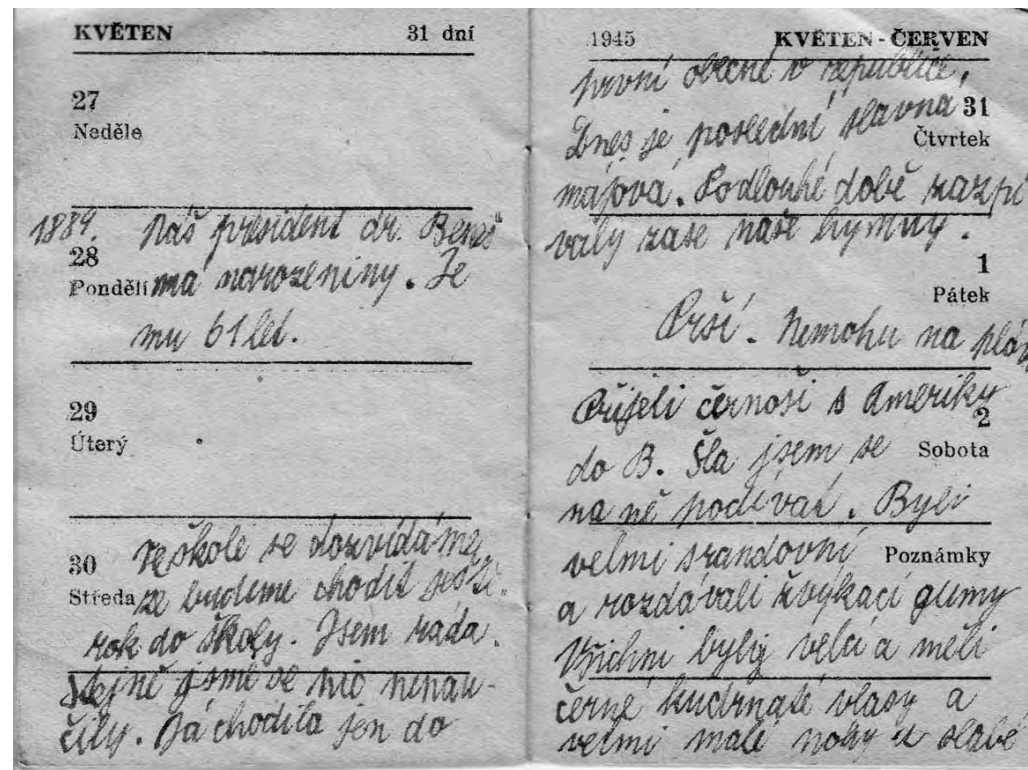 KVĚTEN 31 dní
27
Neděle
1884. Náš president dr. Beneš
28
Pondělí má narozeniny. Je
mu 61 let.
29
Úterý
30 Ve škole se dozvídáme,
Středa že budeme chodit ještě
rok do školy. Jsem ráda.
Stejně jsme se nic nenau-
čily. Já chodila jen do
1945 KVĚTEN - ČERVEN
první obecné v republice.
31
Dnes je poslední slavná
Čtvrtek
májová. Po dlouhé době zazpí
valy zase naše hymny.
1
Pátek
Prší. Nemohu na
Přijeli černoši s Ameriky
2
do B. Šla jsem se Sobota
na ně podívat. Byli
velmi srandovní Poznámky
a rozdávali žvýkací gumy
Všichni byly velcí a měli
černé kudrnaté vlasy a
velmi malé nohy a slabé